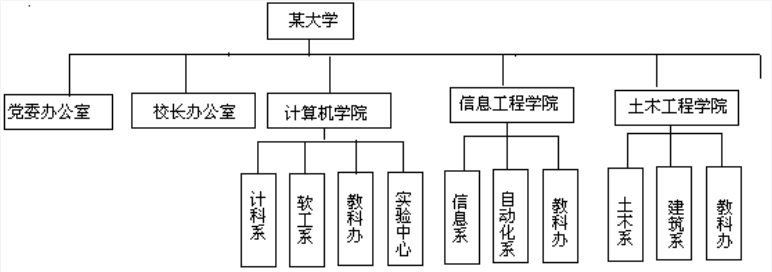 某大学
党委办公室
校长办公室
计算机学院
信息工程学院
土木工程学院
计科系
软工系
教科办
实验中心
信息系
自动化系
教科办
土木系
建筑系
教科办